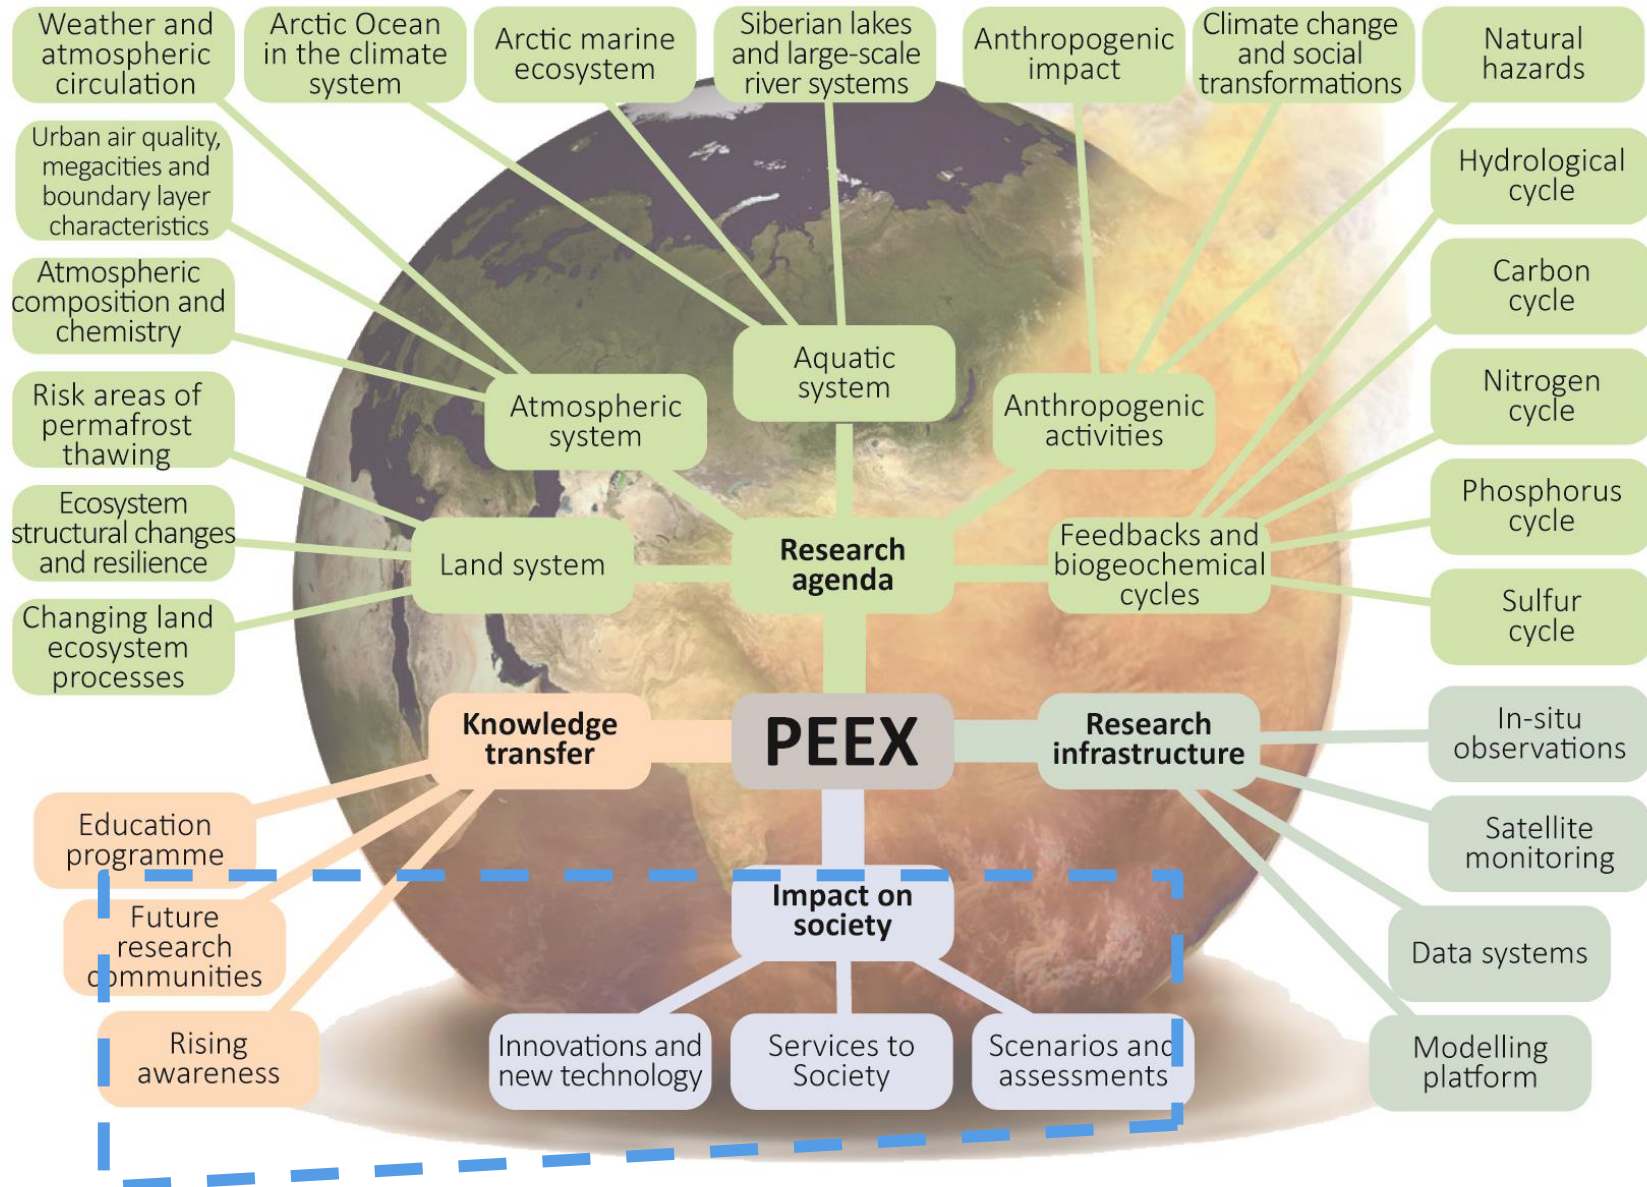 Weather and
atmospheric
circulation
Arctic Ocean
in the climate
system
Arctic marine
ecosystem
Siberian lakes
and large-scale
river systems
Anthropogenic
impact
Climate change
and social
transformations
Natural
hazards
Urban air quality,
megacities and
boundary layer
characteristics
Hydrological
cycle
Atmospheric
composition and
chemistry
Carbon
cycle
Aquatic
system
Atmospheric
system
Anthropogenic
activities
Nitrogen
cycle
Risk areas of
permafrost
thawing
Ecosystem
structural changes
and resilience
Land system
Research
agenda
Feedbacks and
biogeochemical
cycles
Phosphorus
cycle
Changing land
ecosystem
processes
Sulfur
cycle
Knowledge
transfer
PEEX
Research
infrastructure
In-situ
observations
Education
programme
Satellite
monitoring
Impact on
society
Future
research
communities
Data systems
Rising
awareness
Innovations and
new technology
Services to
Society
Scenarios and
assessments
Modelling
platform